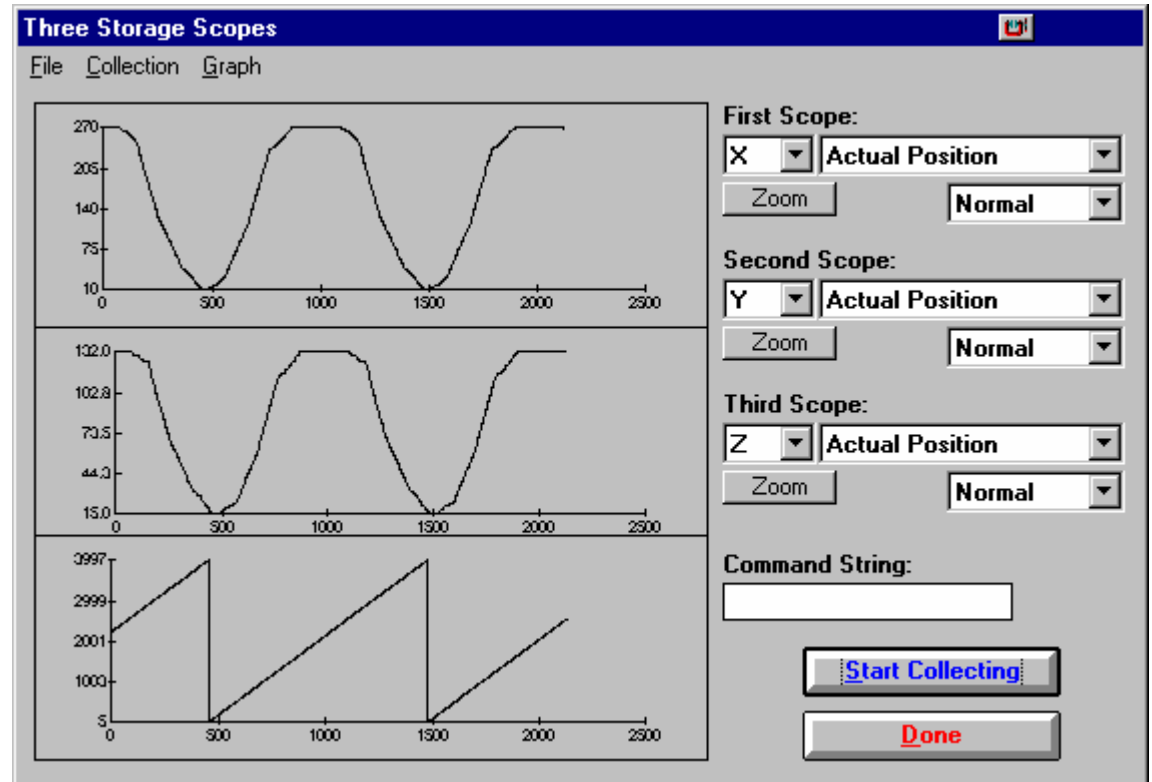 Three Storage Scopes
File Collection Graph
270
205
140
75
10
0 500 1000 1500 2000 2500
132.0
102.8
73.5
44.3
15.0
0 500 1000 1500 2000 2500
3997
2999
2001
1003
5
0 500 1000 1500 2000 2500
First Scope:
X Actual Position
Zoom Normal
Second Scope:
Y Actual Position
Zoom Normal
Third Scope:
Z Actual Position
Zoom Normal
Command String:
Start Collecting
Done